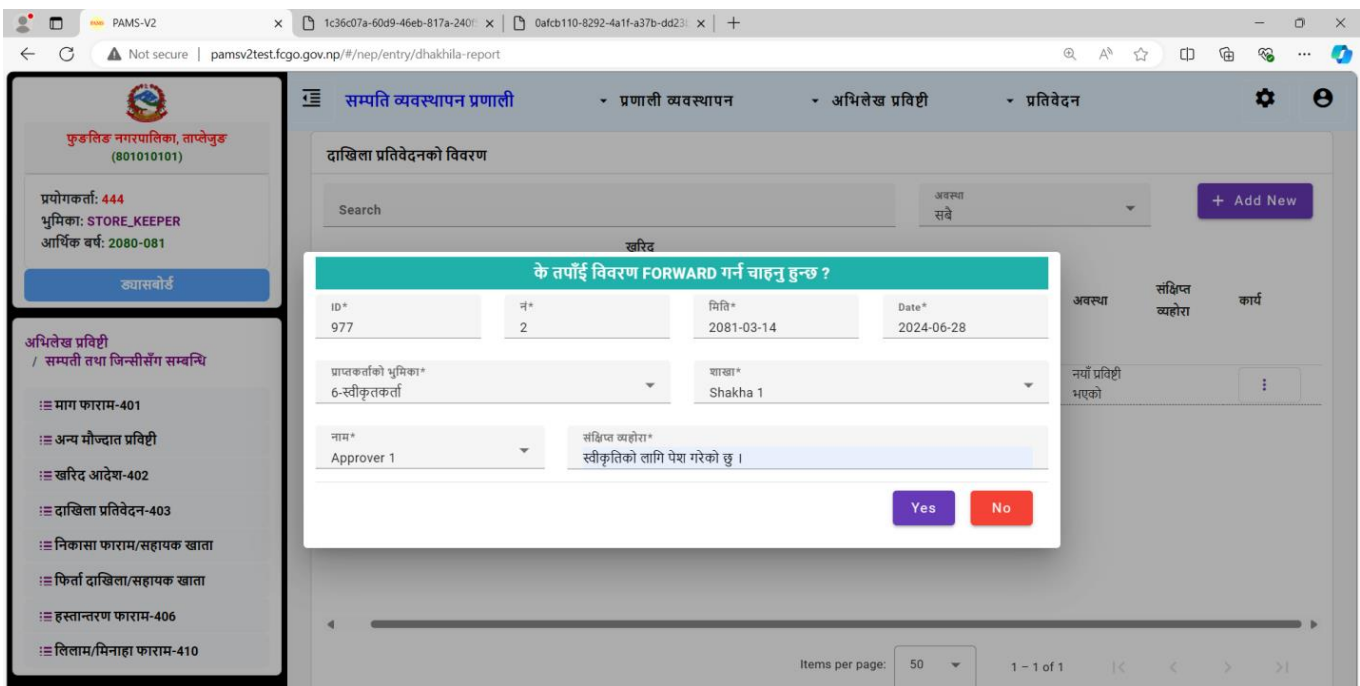 PAMS-V2
1c36c07a-60d9-46eb-817a-240f
0afcb110-8292-4a1f-a37b-dd23
Not secure | pamsv2test.fcgo.gov.np/#/nep/entry/dhakhila-report
फुङलिङ नगरपालिका, ताप्लेजुङ
(801010101)
प्रयोगकर्ता: 444
भुमिका: STORE_KEEPER
आर्थिक बर्ष: 2080-081
ड्यासबोर्ड
अभिलेख प्रविष्टी
/ सम्पती तथा जिन्सीसँग सम्बन्धि
माग फाराम-401
अन्य मौज्दात प्रविष्टी
खरिद आदेश-402
दाखिला प्रतिवेदन-403
निकासा फाराम/सहायक खाता
फिर्ता दाखिला/सहायक खाता
हस्तान्तरण फाराम-406
लिलाम/मिनाहा फाराम-410
सम्पति व्यवस्थापन प्रणाली
प्रणाली व्यवस्थापन
अभिलेख प्रविष्टी
प्रतिवेदन
दाखिला प्रतिवेदनको विवरण
Search
अवस्था
सबै
+ Add New
खरिद
अवस्था
संक्षिप्त
व्यहोरा
कार्य
नयाँ प्रविष्टी
भएको
के तपाँई विवरण FORWARD गर्न चाहनु हुन्छ ?
ID*
977
नं*
2
मिति*
2081-03-14
Date*
2024-06-28
प्राप्तकर्ताको भुमिका*
6-स्वीकृतकर्ता
शाखा*
Shakha 1
नाम*
Approver 1
संक्षिप्त व्यहोरा*
स्वीकृतिको लागि पेश गरेको छु ।
Yes
No
Items per page:
50
1 – 1 of 1